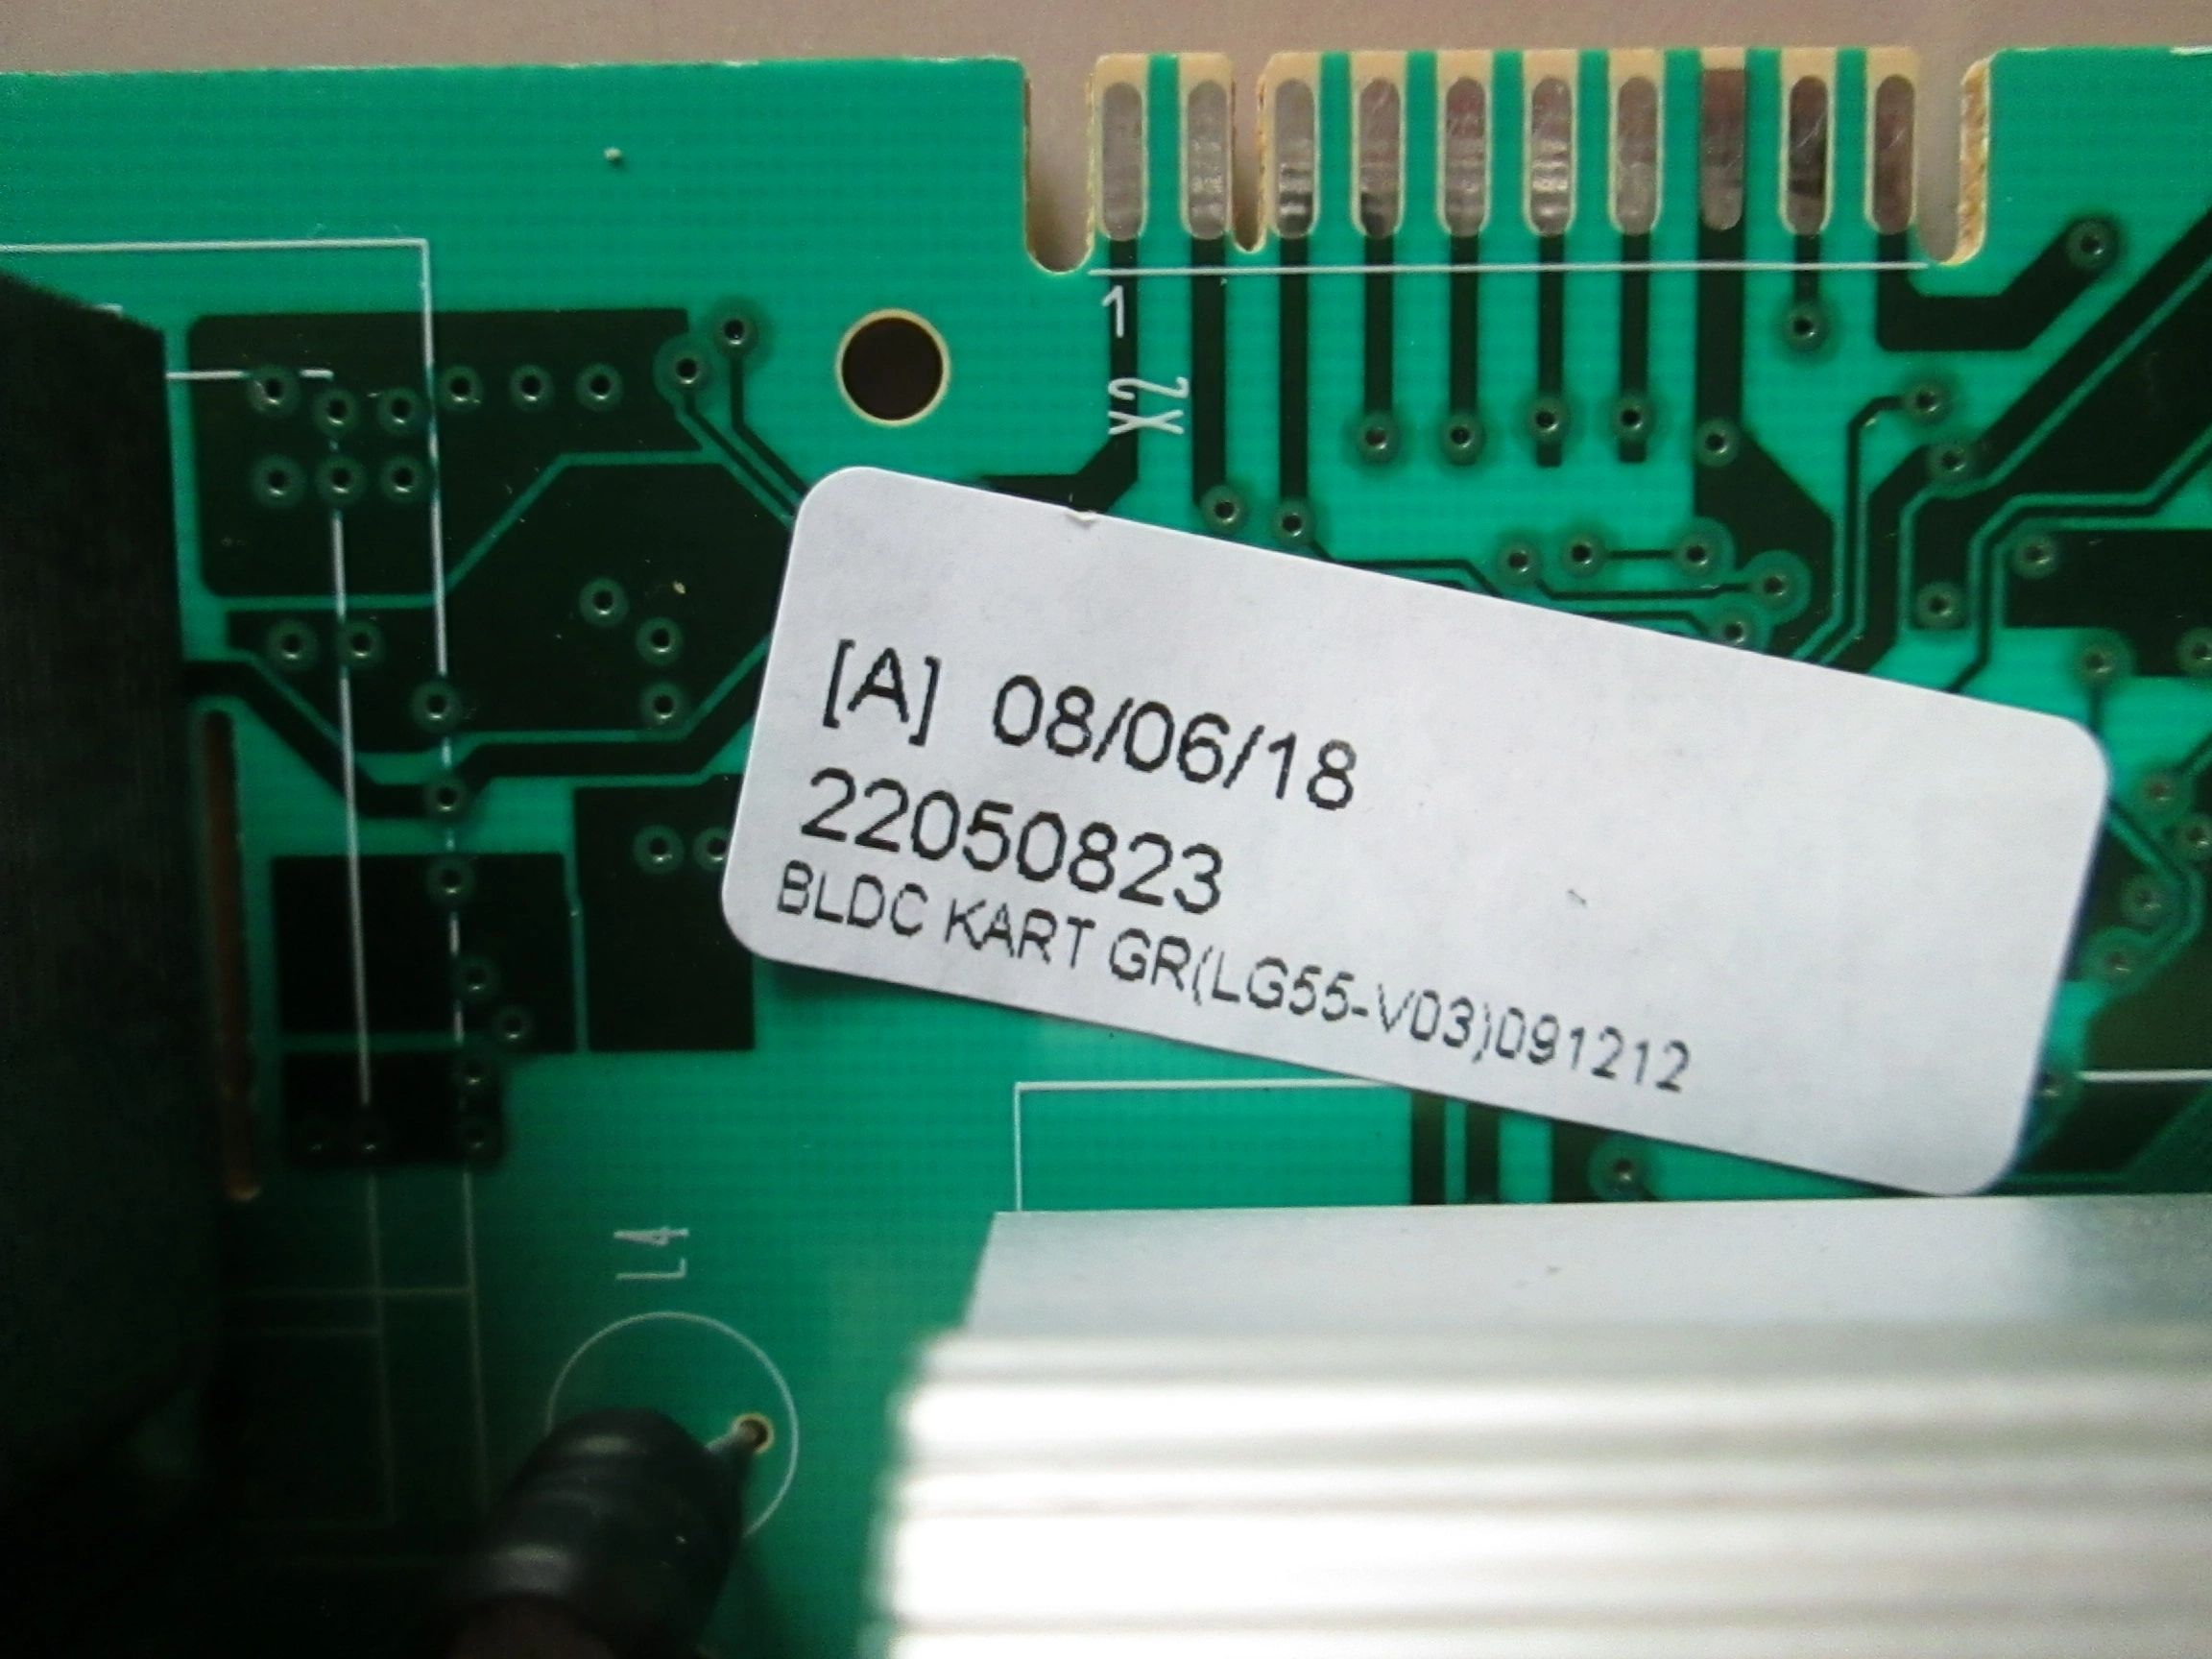 1
X2
[A] 08/06/18
22050823
BLDC KART GR(LG55-V03)091212
L4